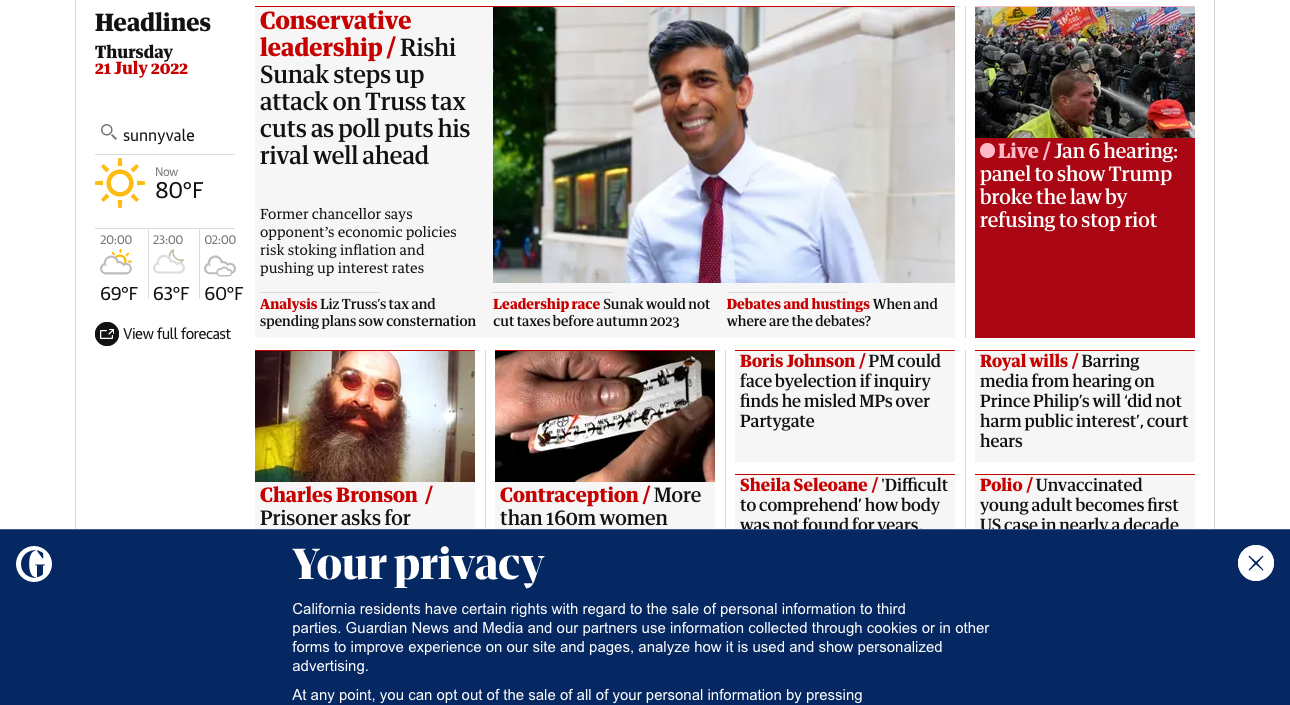 Headlines
Thursday
21 July 2022
sunnyvale
Now
80°F
20:00
23:00
02:00
69°F
63°F
60°F
View full forecast
Conservative
leadership / Rishi
Sunak steps up
attack on Truss tax
cuts as poll puts his
rival well ahead
Former chancellor says
opponent’s economic policies
risk stoking inflation and
pushing up interest rates
Analysis Liz Truss’s tax and
spending plans sow consternation
Leadership race Sunak would not
cut taxes before autumn 2023
Debates and hustings When and
where are the debates?
Live / Jan 6 hearing:
panel to show Trump
broke the law by
refusing to stop riot
Charles Bronson /
Prisoner asks for
Contraception / More
than 160m women
Boris Johnson / PM could
face byelection if inquiry
finds he misled MPs over
Partygate
Royal wills / Barring
media from hearing on
Prince Philip’s will ‘did not
harm public interest’, court
hears
Sheila Seleoane / 'Difficult
to comprehend’ how body
was not found for years,
Polio / Unvaccinated
young adult becomes first
US case in nearly a decade
Your privacy
California residents have certain rights with regard to the sale of personal information to third
parties. Guardian News and Media and our partners use information collected through cookies or in other
forms to improve experience on our site and pages, analyze how it is used and show personalized
advertising.
At any point, you can opt out of the sale of all of your personal information by pressing